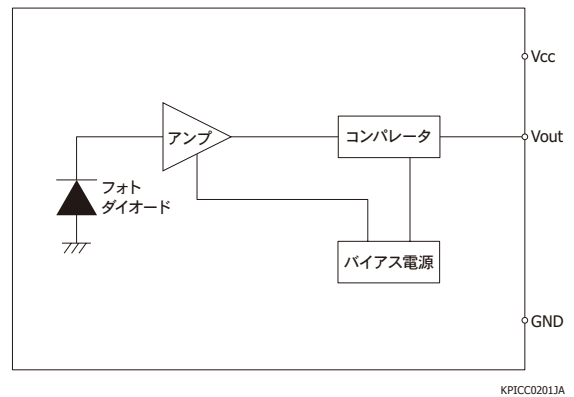 Vcc
アンプ
コンパレータ
Vout
フォト
ダイオード
バイアス電源
GND
KPICC0201JA